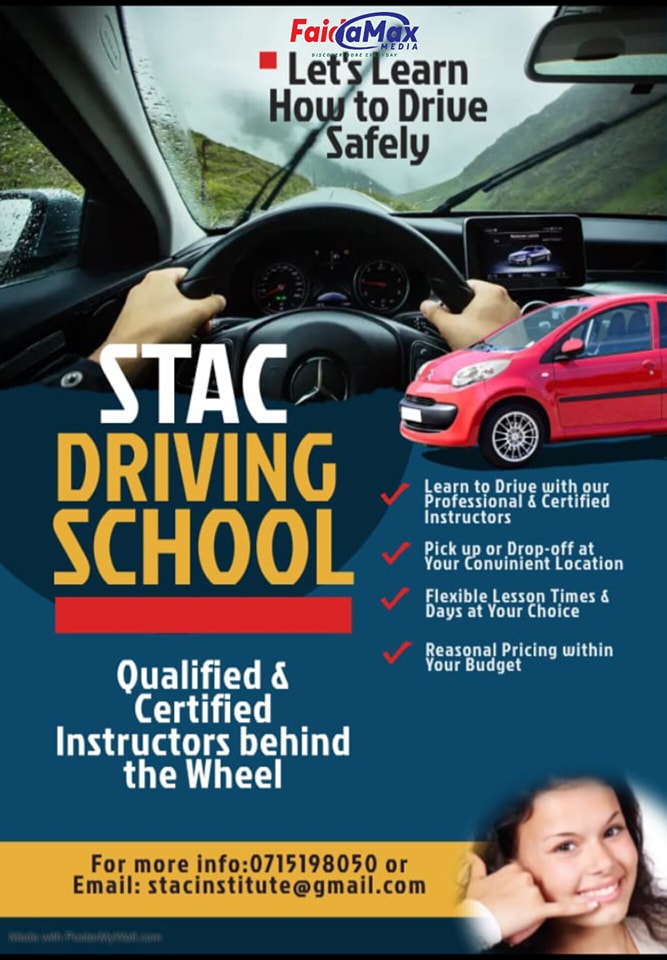 FaidaMax
MEDIA
DISCOVER MORE EVERYDAY
Let's Learn
How to Drive
Safely
STAC
DRIVING
SCHOOL
Learn to Drive with our
Professional & Certified
Instructors
Pick up or Drop-off at
Your Convinient Location
Flexible Lesson Times &
Days at Your Choice
Reasonal Pricing within
Your Budget
Qualified &
Certified
Instructors behind
the Wheel
For more info:0715198050 or
Email: stacinstitute@gmail.com
Made with PosterMyWall.com